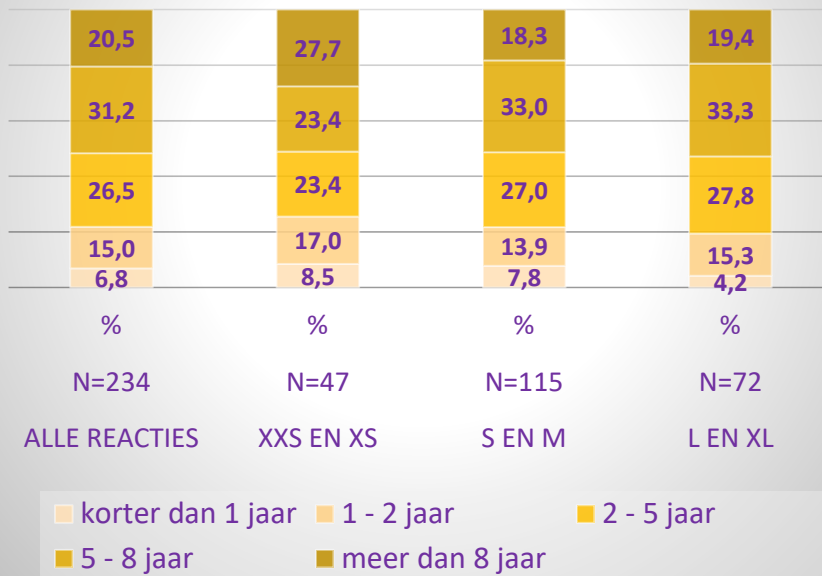 20,5 27,7 18,3 19,4
31,2 23,4 33,0 33,3
26,5 23,4 27,0 27,8
15,0 17,0 13,9 15,3
6,8 8,5 7,8 4,2
% % % %
N=234 N=47 N=115 N=72
ALLE REACTIES XXS EN XS S EN M L EN XL
korter dan 1 jaar 1 - 2 jaar 2 - 5 jaar
5 - 8 jaar meer dan 8 jaar